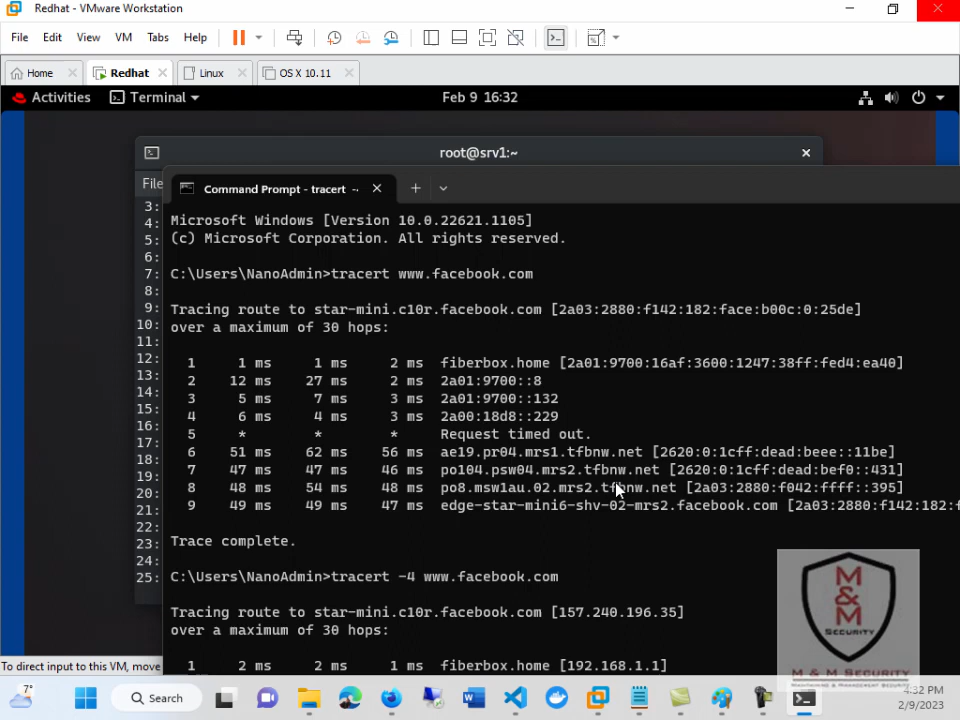 Redhat - VMware Workstation
File Edit View VM Tabs Help
Home Redhat Linux OS X 10.11
Activities Terminal Feb 9 16:32
root@srv1:~
File
Command Prompt - tracert -
3:
4:
5:
6:
7:
8:
9:
10:
11:
12:
13:
14:
15:
16:
17:
18:
19:
20:
21:
22:
23:
24:
25:
Microsoft Windows [Version 10.0.22621.1105]
(c) Microsoft Corporation. All rights reserved.
C:\Users\NanoAdmin>tracert www.facebook.com
Tracing route to star-mini.c10r.facebook.com [2a03:2880:f142:182:face:b00c:0:25de]
over a maximum of 30 hops:
1 1 ms 1 ms 2 ms fiberbox.home [2a01:9700:16af:3600:1247:38ff:fed4:ea40]
2 12 ms 27 ms 2 ms 2a01:9700::8
3 5 ms 7 ms 3 ms 2a01:9700::132
4 6 ms 4 ms 3 ms 2a00:18d8::229
5 * * * Request timed out.
6 51 ms 62 ms 56 ms ae19.pr04.mrs1.tfbnw.net [2620:0:1cff:dead:beee::11be]
7 47 ms 47 ms 46 ms po104.psw04.mrs2.tfbnw.net [2620:0:1cff:dead:bef0::431]
8 48 ms 54 ms 48 ms po8.msw1au.02.mrs2.tfbnw.net [2a03:2880:f042:ffff::395]
9 49 ms 49 ms 47 ms edge-star-mini6-shv-02-mrs2.facebook.com [2a03:2880:f142:182:f
Trace complete.
C:\Users\NanoAdmin>tracert -4 www.facebook.com
Tracing route to star-mini.c10r.facebook.com [157.240.196.35]
over a maximum of 30 hops:
1 2 ms 2 ms 1 ms fiberbox.home [192.168.1.1]
M
&
M
SECURITY
M & M SECURITY
To direct input to this VM, move
7°
Search
4:32 PM
2/9/2023